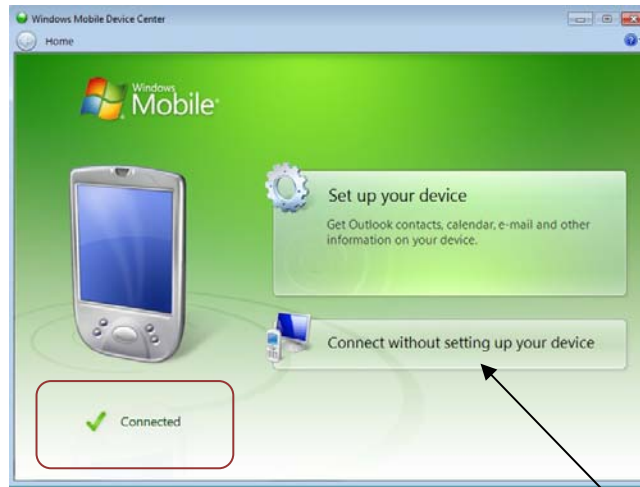 Windows Mobile Device Center
Home
Windows
Mobile
Set up your device
Get Outlook contacts, calendar, e-mail and other
information on your device.
Connect without setting up your device
Connected